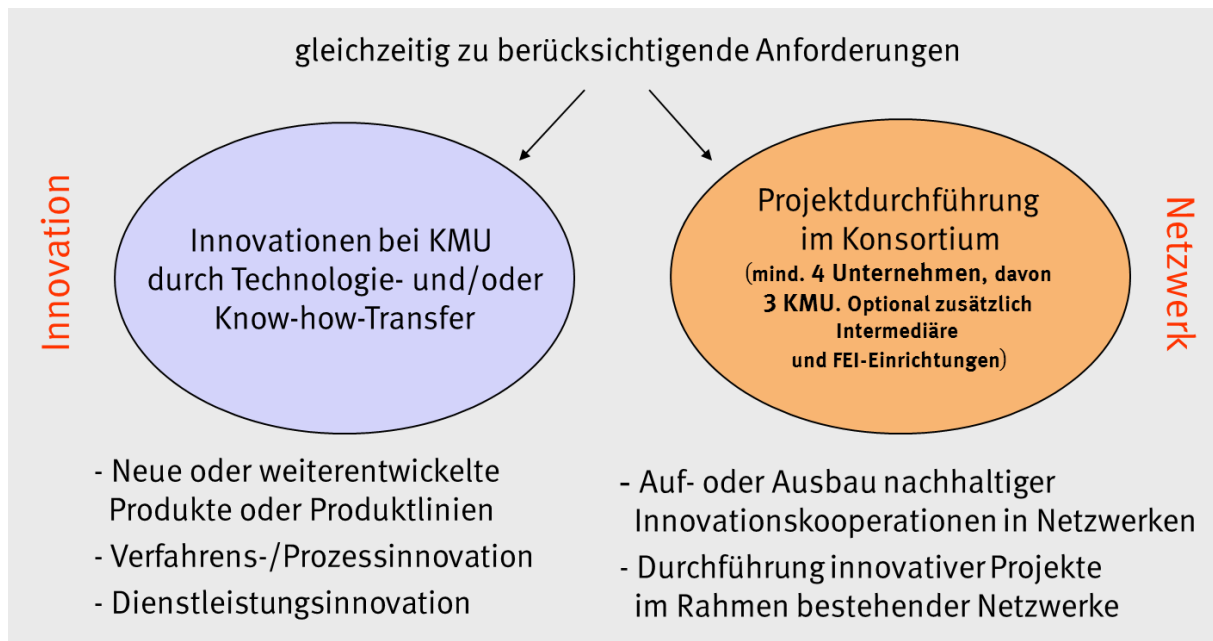 gleichzeitig zu berücksichtigende Anforderungen
Innovation
Innovationen bei KMU
durch Technologie- und/oder
Know-how-Transfer
- Neue oder weiterentwickelte
Produkte oder Produktlinien
- Verfahrens-/Prozessinnovation
- Dienstleistungsinnovation
Projektdurchführung
im Konsortium
(mind. 4 Unternehmen, davon
3 KMU. Optional zusätzlich
Intermediäre
und FEI-Einrichtungen)
Netzwerk
- Auf- oder Ausbau nachhaltiger
Innovationskooperationen in Netzwerken
- Durchführung innovativer Projekte
im Rahmen bestehender Netzwerke